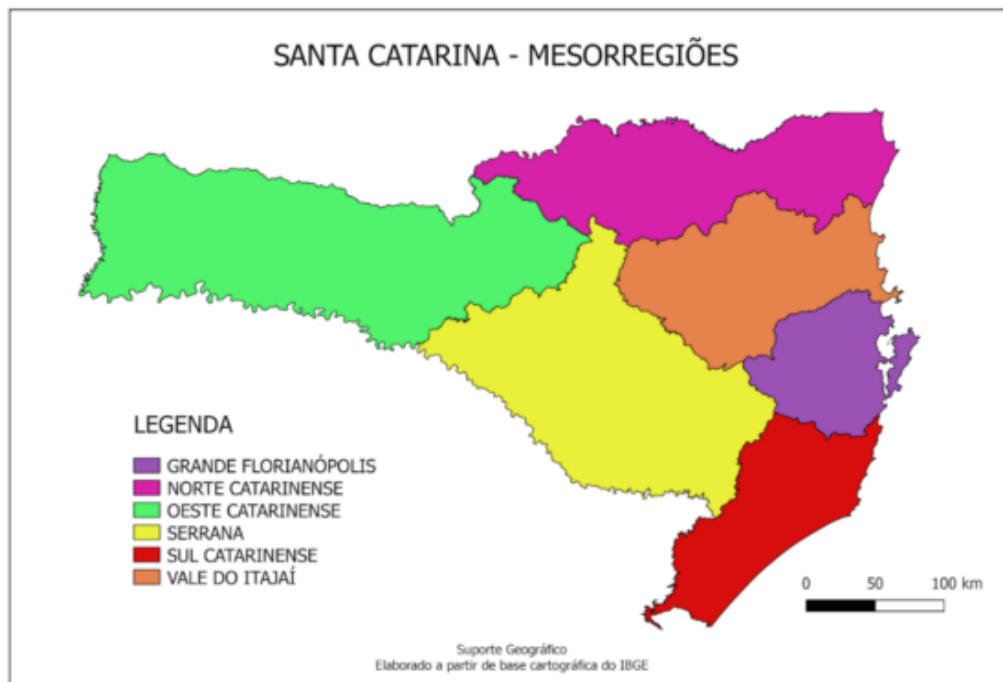 SANTA CATARINA - MESORREGIÕES
LEGENDA
GRANDE FLORIANÓPOLIS
NORTE CATARINENSE
OESTE CATARINENSE
SERRANA
SUL CATARINENSE
VALE DO ITAJAÍ
0 50 100 km
Suporte Geográfico
Elaborado a partir de base cartográfica do IBGE